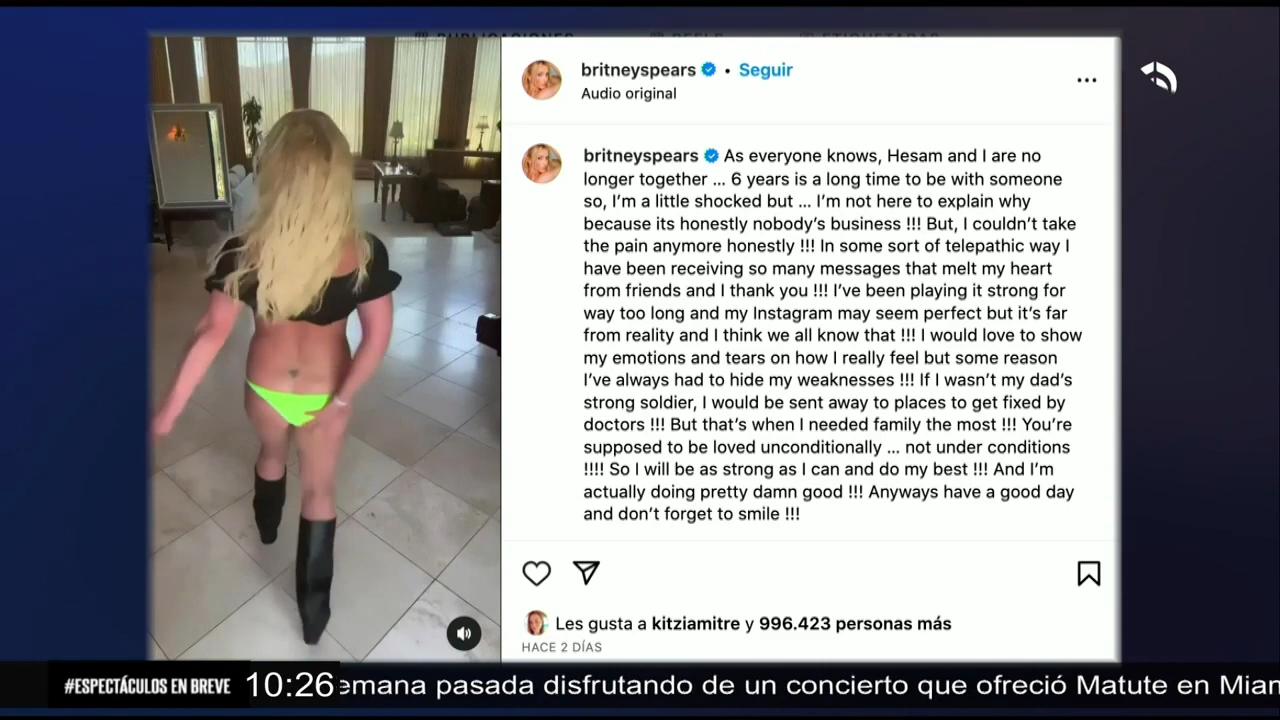 PUBLICACIONES REELS ETIQUETADAS
britneyspears • Seguir
Audio original
britneyspears As everyone knows, Hesam and I are no
longer together ... 6 years is a long time to be with someone
so, I'm a little shocked but ... I'm not here to explain why
because its honestly nobody's business !!! But, I couldn't take
the pain anymore honestly !!! In some sort of telepathic way I
have been receiving so many messages that melt my heart
from friends and I thank you !!! I've been playing it strong for
way too long and my Instagram may seem perfect but it's far
from reality and I think we all know that !!! I would love to show
my emotions and tears on how I really feel but some reason
I've always had to hide my weaknesses !!! If I wasn't my dad's
strong soldier, I would be sent away to places to get fixed by
doctors !!! But that's when I needed family the most !!! You're
supposed to be loved unconditionally ... not under conditions
!!!! So I will be as strong as I can and do my best !!! And I'm
actually doing pretty damn good !!! Anyways have a good day
and don't forget to smile !!!
Les gusta a kitziamitre y 996.423 personas más
HACE 2 DÍAS
#ESPECTÁCULOS EN BREVE 10:26 emana pasada disfrutando de un concierto que ofreció Matute en Miam